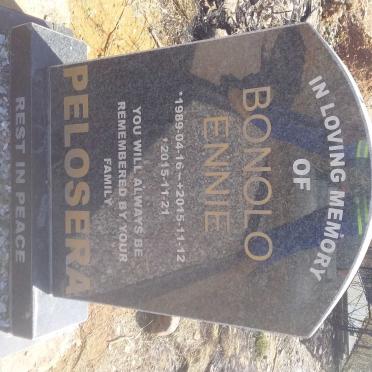 IN LOVING MEMORY
OF
BONOLO
ENNIE
*1989-04-16~+2015-11-12
*2015-11-21
YOU WILL ALWAYS BE
REMEMBERED BY YOUR
FAMILY
PELOSERA
REST IN PEACE